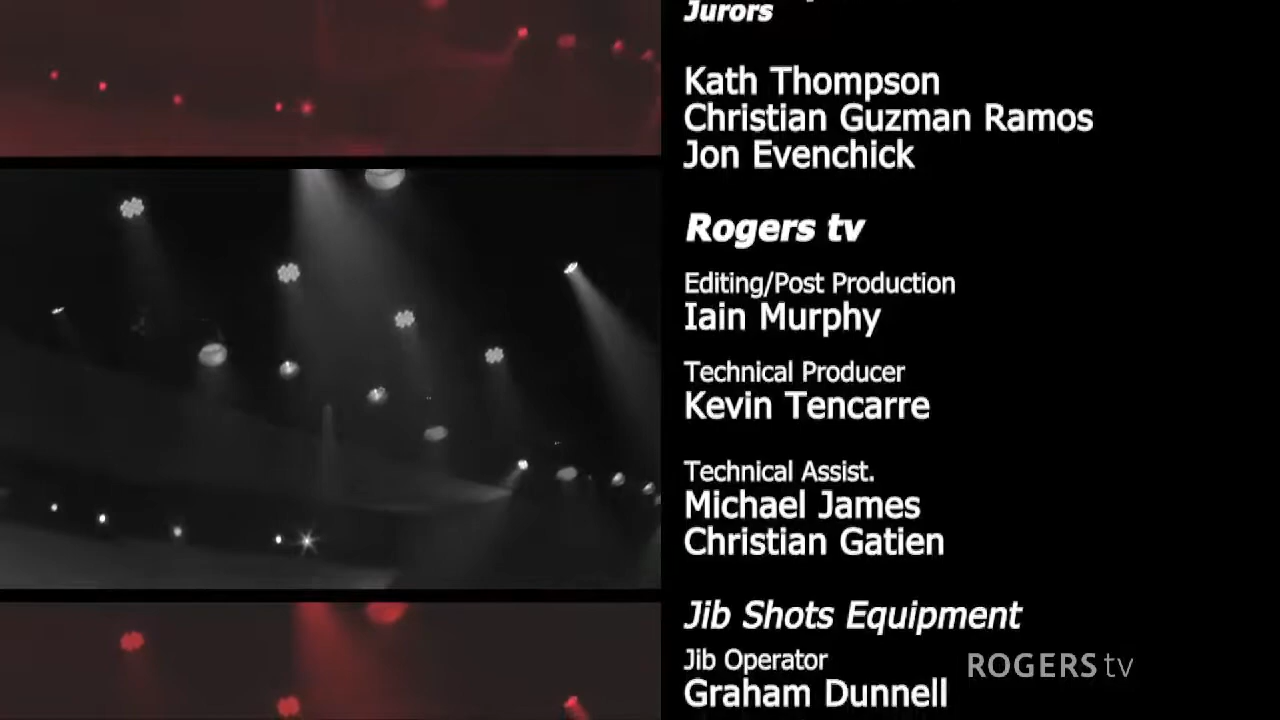 Jurors
Kath Thompson
Christian Guzman Ramos
Jon Evenchick
Rogers tv
Editing/Post Production
Iain Murphy
Technical Producer
Kevin Tencarre
Technical Assist.
Michael James
Christian Gatien
Jib Shots Equipment
Jib Operator
Graham Dunnell
ROGERS tv